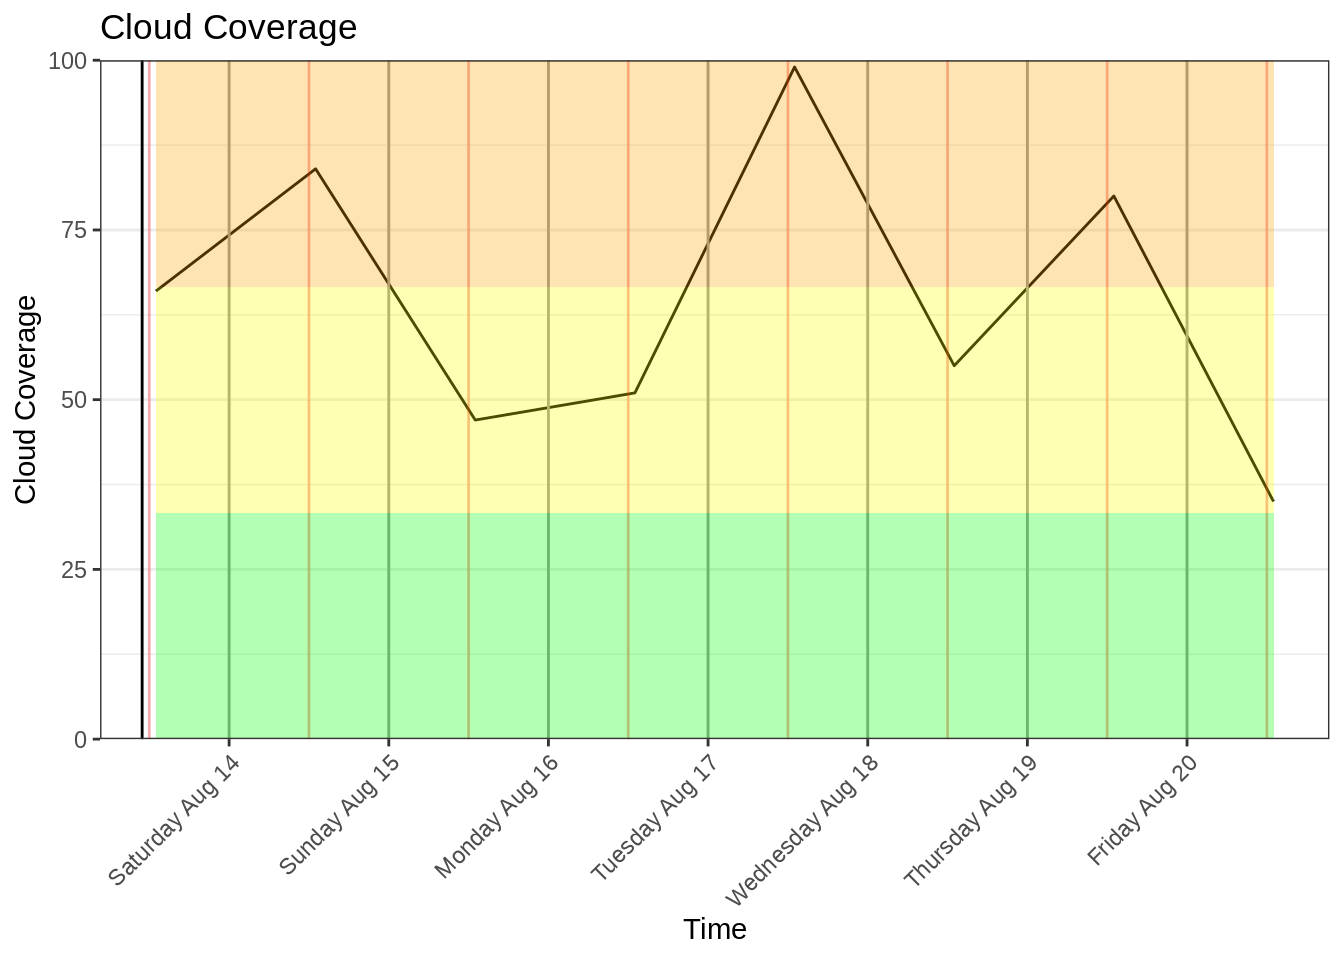 Cloud Coverage
Cloud Coverage
100
75
50
25
0
Saturday Aug 14
Sunday Aug 15
Monday Aug 16
Tuesday Aug 17
Wednesday Aug 18
Thursday Aug 19
Friday Aug 20
Time